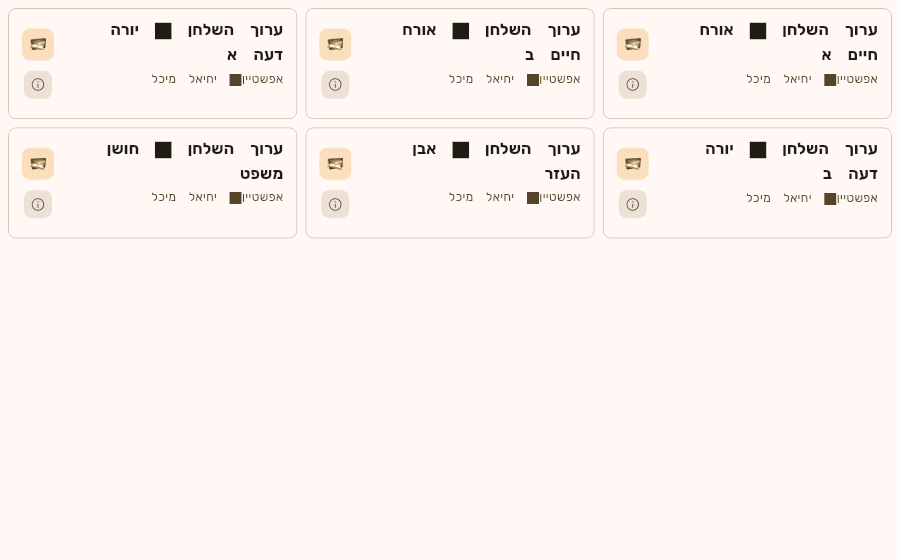 ערוך השלחן ■ אורח
חיים א
אפשטיין■ יחיאל מיכל
ערוך השלחן ■ אורח
חיים ב
אפשטיין■ יחיאל מיכל
ערוך השלחן ■ יורה
דעה א
אפשטיין■ יחיאל מיכל
ערוך השלחן ■ יורה
דעה ב
אפשטיין■ יחיאל מיכל
ערוך השלחן ■ אבן
העזר
אפשטיין■ יחיאל מיכל
ערוך השלחן ■ חושן
משפט
אפשטיין■ יחיאל מיכל